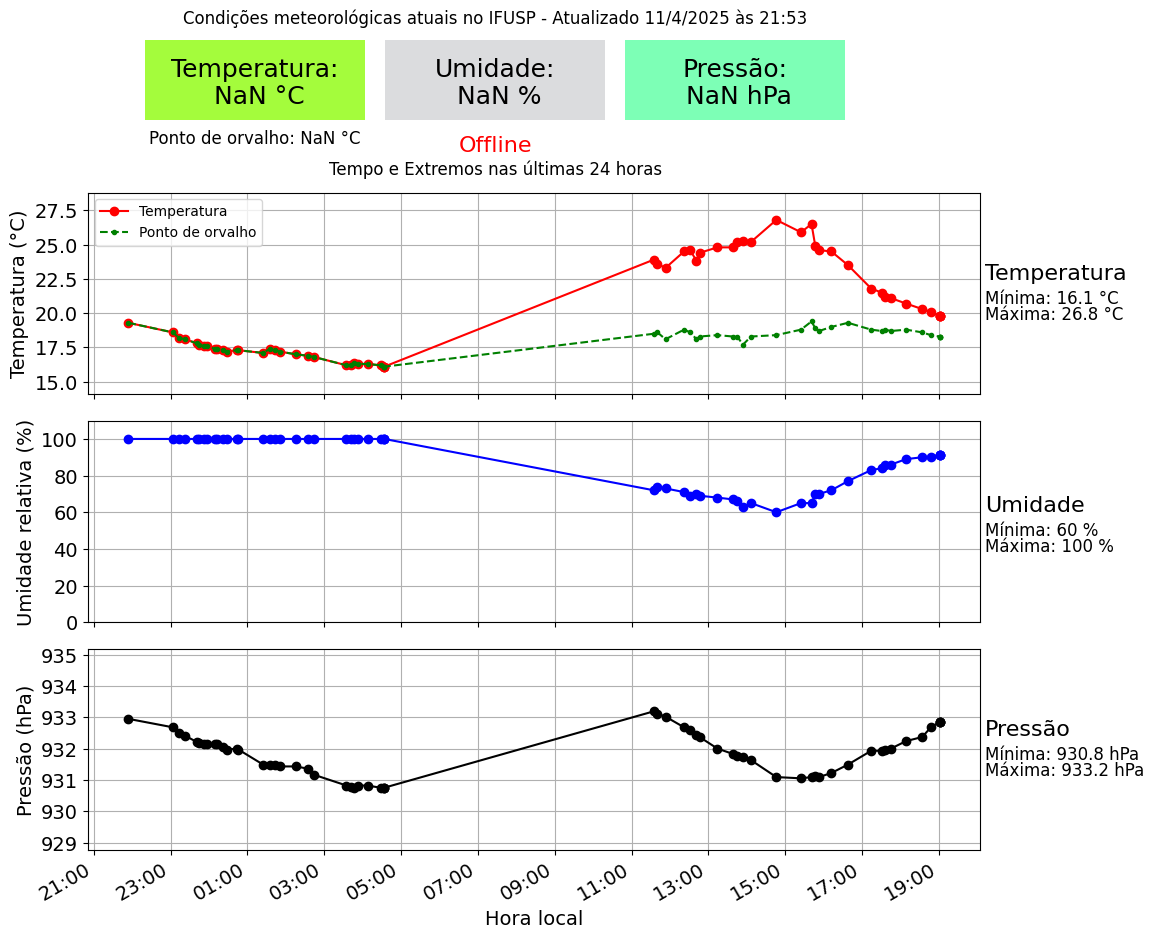 Condições meteorológicas atuais no IFUSP - Atualizado 11/4/2025 às 21:53
Temperatura:
NaN °C
Umidade:
NaN %
Pressão:
NaN hPa
Ponto de orvalho: NaN °C
Offline
Tempo e Extremos nas últimas 24 horas
Temperatura (°C)
27.5
25.0
22.5
20.0
17.5
15.0
Temperatura
Ponto de orvalho
Temperatura
Mínima: 16.1 °C
Máxima: 26.8 °C
Umidade relativa (%)
100
80
60
40
20
0
Umidade
Mínima: 60 %
Máxima: 100 %
Pressão (hPa)
935
934
933
932
931
930
929
Pressão
Mínima: 930.8 hPa
Máxima: 933.2 hPa
21:00
23:00
01:00
03:00
05:00
07:00
09:00
11:00
13:00
15:00
17:00
19:00
Hora local